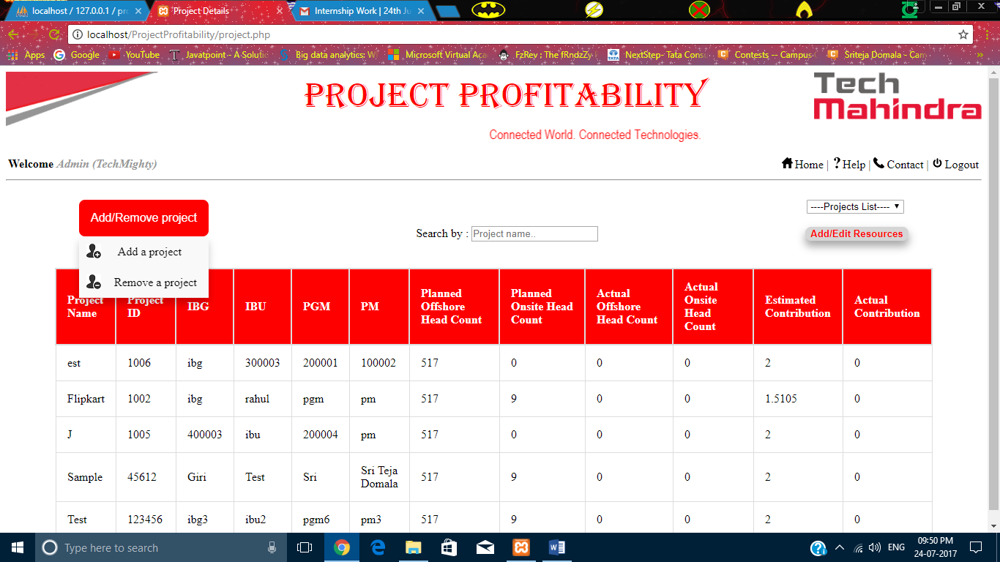 localhost / 127.0.0.1 / pro
Project Details
Internship Work | 24th Ju
localhost/ProjectProfitability/project.php
Apps Google YouTube Javatpoint - A Soluti Big data analytics: W Microsoft Virtual Aca FzRev ; The fRndzZy NextStep- Tata Cons Contests -- Campus Sriteja Domala - Cam »
PROJECT PROFITABILITY
Tech
Mahindra
Connected World. Connected Technologies.
Welcome Admin (TechMighty)
Home | ? Help | Contact | Logout
Add/Remove project
----Projects List----
Search by : Project name..
Add/Edit Resources
Add a project
Remove a project
Project Name Project ID IBG IBU PGM PM Planned Offshore Head Count Planned Onsite Head Count Actual Offshore Head Count Actual Onsite Head Count Estimated Contribution Actual Contribution
est 1006 ibg 300003 200001 100002 517 0 0 0 2 0
Flipkart 1002 ibg rahul pgm pm 517 9 0 0 1.5105 0
J 1005 400003 ibu 200004 pm 517 0 0 0 2 0
Sample 45612 Giri Test Sri Sri Teja Domala 517 9 0 0 2 0
Test 123456 ibg3 ibu2 pgm6 pm3 517 9 0 0 2 0
Type here to search
ENG
09:50 PM
24-07-2017